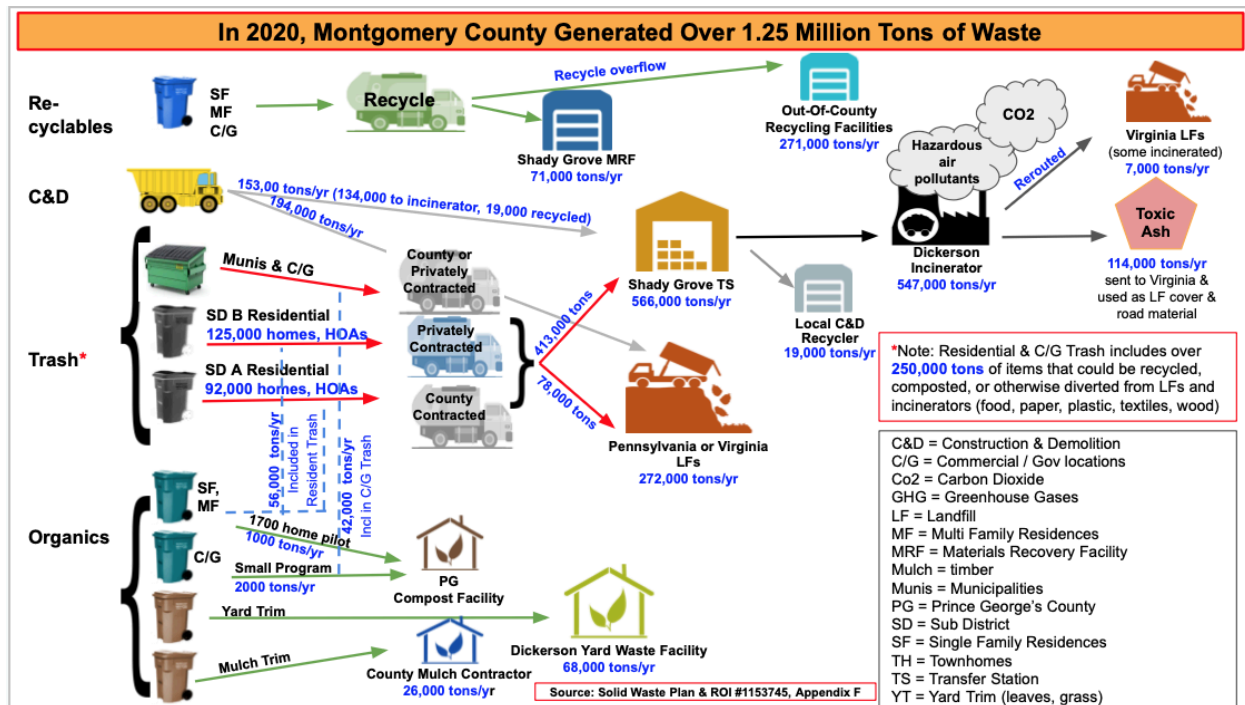 In 2020, Montgomery County Generated Over 1.25 Million Tons of Waste
Re-
cyclables
SF
MF
C/G
Recycle
Recycle overflow
Shady Grove MRF
71,000 tons/yr
Out-Of-County
Recycling Facilities
271,000 tons/yr
Hazardous
air
pollutants
CO2
Rerouted
Virginia LFs
(some incinerated)
7,000 tons/yr
C&D
153,00 tons/yr (134,000 to incinerator, 19,000 recycled)
194,000 tons/yr
Shady Grove TS
566,000 tons/yr
Dickerson
Incinerator
547,000 tons/yr
Toxic
Ash
114,000 tons/yr
sent to Virginia &
used as LF cover &
road material
Local C&D
Recycler
19,000 tons/yr
Trash*
Munis & C/G
County or
Privately
Contracted
SD B Residential
125,000 homes, HOAs
Privately
Contracted
SD A Residential
92,000 homes, HOAs
County
Contracted
413,000 tons
78,000 tons
Pennsylvania or Virginia
LFs
272,000 tons/yr
56,000 tons/yr
Included in
Resident Trash
42,000 tons/yr
Incl in C/G Trash
*Note: Residential & C/G Trash includes over
250,000 tons of items that could be recycled,
composted, or otherwise diverted from LFs and
incinerators (food, paper, plastic, textiles, wood)
Organics
SF,
MF
1700 home pilot
1000 tons/yr
C/G
Small Program
2000 tons/yr
PG
Compost Facility
Yard Trim
Dickerson Yard Waste Facility
68,000 tons/yr
Mulch Trim
County Mulch Contractor
26,000 tons/yr
Source: Solid Waste Plan & ROI #1153745, Appendix F
C&D = Construction & Demolition
C/G = Commercial / Gov locations
Co2 = Carbon Dioxide
GHG = Greenhouse Gases
LF = Landfill
MF = Multi Family Residences
MRF = Materials Recovery Facility
Mulch = timber
Munis = Municipalities
PG = Prince George's County
SD = Sub District
SF = Single Family Residences
TH = Townhomes
TS = Transfer Station
YT = Yard Trim (leaves, grass)